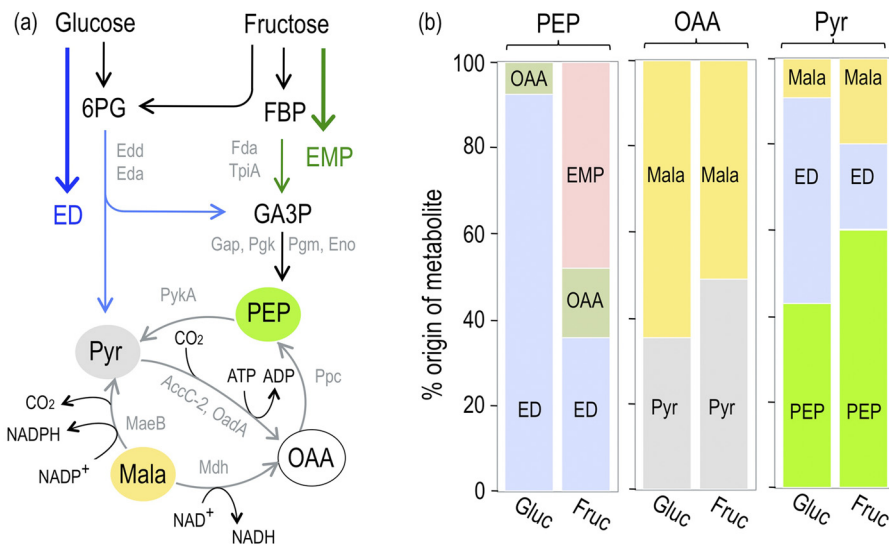 (a)
Glucose
Fructose
6PG
FBP
Edd
Eda
Fda
TpiA
EMP
ED
GA3P
Gap, Pgk
Pgm, Eno
PykA
PEP
Pyr
CO2
ATP
ADP
Ppc
AccC-2, OadA
CO2
NADPH
MaeB
NADP+
Mala
Mdh
OAA
NAD+
NADH
(b)
PEP
OAA
Pyr
% origin of metabolite
100
80
60
40
20
0
OAA
ED
EMP
OAA
ED
Mala
Pyr
Mala
Pyr
Mala
ED
PEP
Mala
ED
PEP
Gluc
Fruc
Gluc
Fruc
Gluc
Fruc